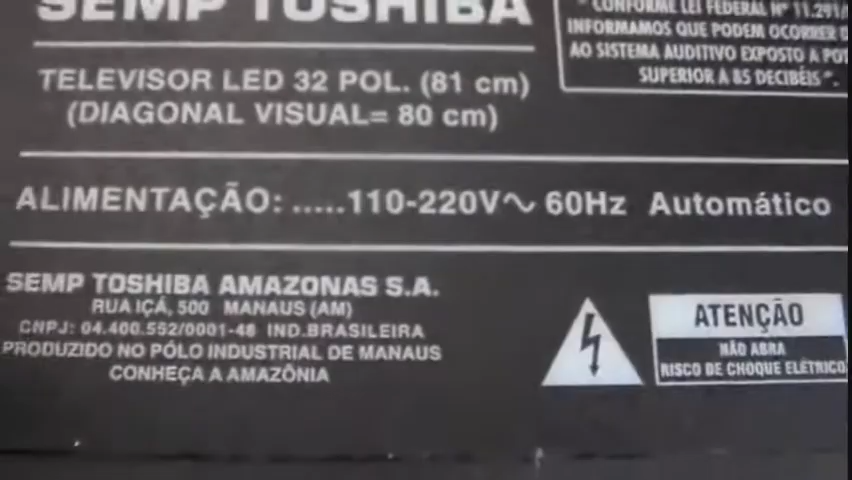 SEMP TOSHIBA
TELEVISOR LED 32 POL. (81 cm)
(DIAGONAL VISUAL= 80 cm)
" CONFORME LEI FEDERAL Nº 11.291/
INFORMAMOS QUE PODEM OCORRER D
AO SISTEMA AUDITIVO EXPOSTO A POT
SUPERIOR A 85 DECIBÉIS ".
ALIMENTAÇÃO: .....110-220V∿ 60Hz Automático
SEMP TOSHIBA AMAZONAS S.A.
RUA IÇÁ, 500 MANAUS (AM)
CNPJ: 04.400.552/0001-48 IND.BRASILEIRA
PRODUZIDO NO PÓLO INDUSTRIAL DE MANAUS
CONHEÇA A AMAZÔNIA
ATENÇÃO
NÃO ABRA
RISCO DE CHOQUE ELÉTRICO